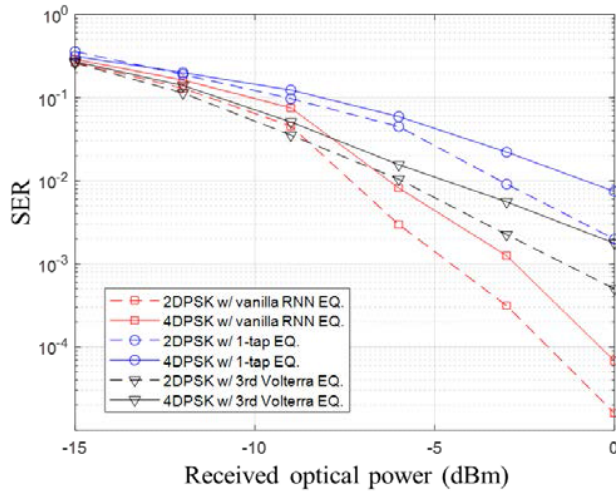 10^0
10^-1
10^-2
10^-3
10^-4
SER
2DPSK w/ vanilla RNN EQ.
4DPSK w/ vanilla RNN EQ.
2DPSK w/ 1-tap EQ.
4DPSK w/ 1-tap EQ.
2DPSK w/ 3rd Volterra EQ.
4DPSK w/ 3rd Volterra EQ.
-15 -10 -5 0
Received optical power (dBm)